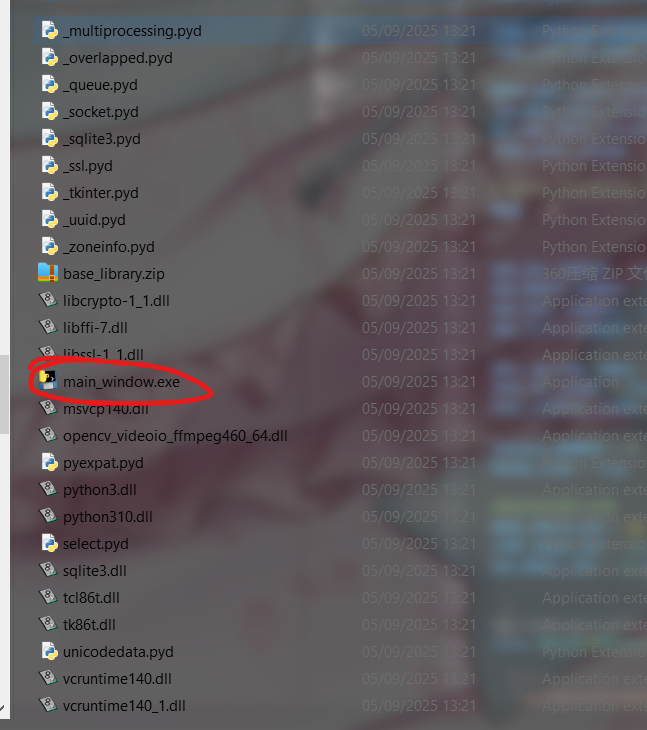 _multiprocessing.pyd 05/09/2025 13:21 Python Extensio
_overlapped.pyd 05/09/2025 13:21 Python Extensio
_queue.pyd 05/09/2025 13:21 Python Extensio
_socket.pyd 05/09/2025 13:21 Python Extensio
_sqlite3.pyd 05/09/2025 13:21 Python Extensio
_ssl.pyd 05/09/2025 13:21 Python Extensio
_tkinter.pyd 05/09/2025 13:21 Python Extensio
_uuid.pyd 05/09/2025 13:21 Python Extensio
_zoneinfo.pyd 05/09/2025 13:21 Python Extensio
base_library.zip 05/09/2025 13:21 360压缩 ZIP 文
libcrypto-1_1.dll 05/09/2025 13:21 Application exte
libffi-7.dll 05/09/2025 13:21 Application exte
libssl-1_1.dll 05/09/2025 13:21 Application exte
main_window.exe 05/09/2025 13:21 Application
msvcp140.dll 05/09/2025 13:21 Application exte
opencv_videoio_ffmpeg460_64.dll 05/09/2025 13:21 Application exte
pyexpat.pyd 05/09/2025 13:21 Python Extensio
python3.dll 05/09/2025 13:21 Application exte
python310.dll 05/09/2025 13:21 Application exte
select.pyd 05/09/2025 13:21 Python Extensio
sqlite3.dll 05/09/2025 13:21 Application exte
tcl86t.dll 05/09/2025 13:21 Application exte
tk86t.dll 05/09/2025 13:21 Application exte
unicodedata.pyd 05/09/2025 13:21 Python Extensio
vcruntime140.dll 05/09/2025 13:21 Application exte
vcruntime140_1.dll 05/09/2025 13:21 Application exte